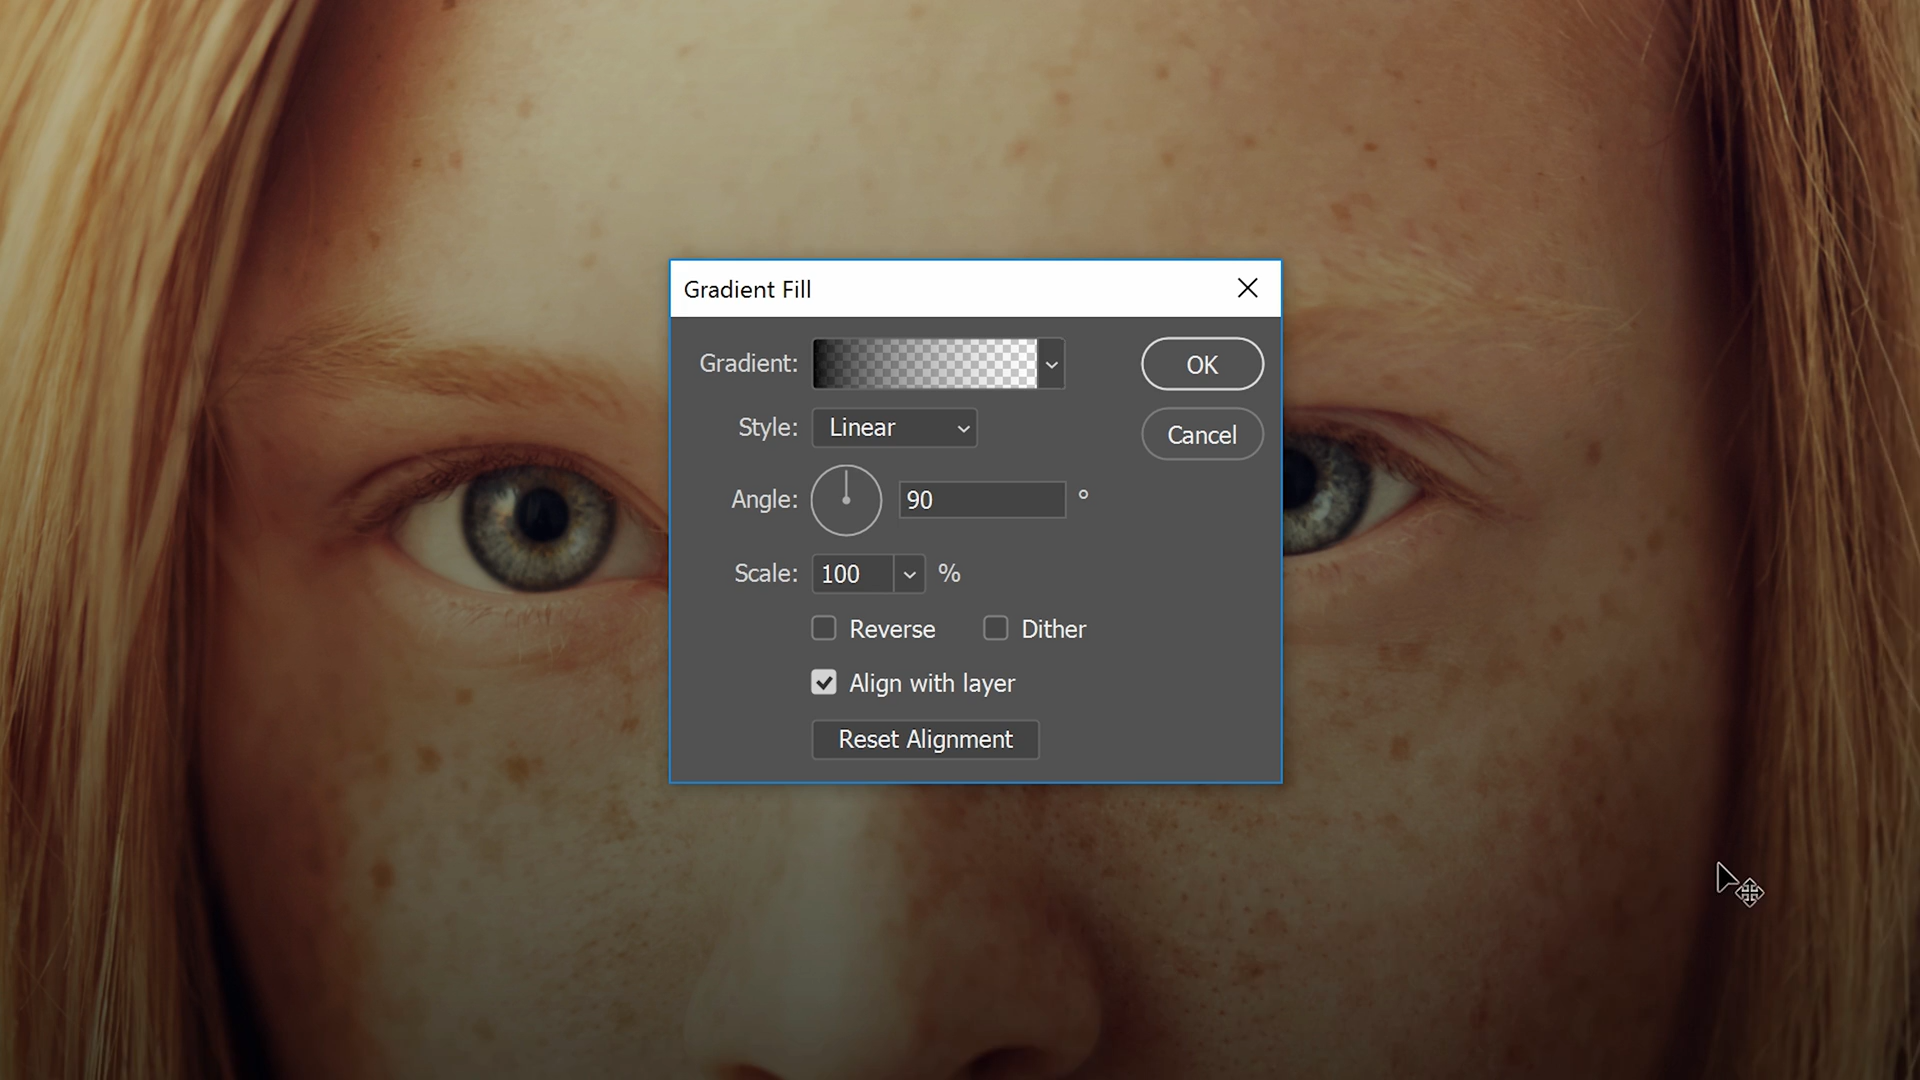 Gradient Fill
Gradient:
OK
Style: Linear
Cancel
Angle: 90 °
Scale: 100 %
Reverse Dither
Align with layer
Reset Alignment